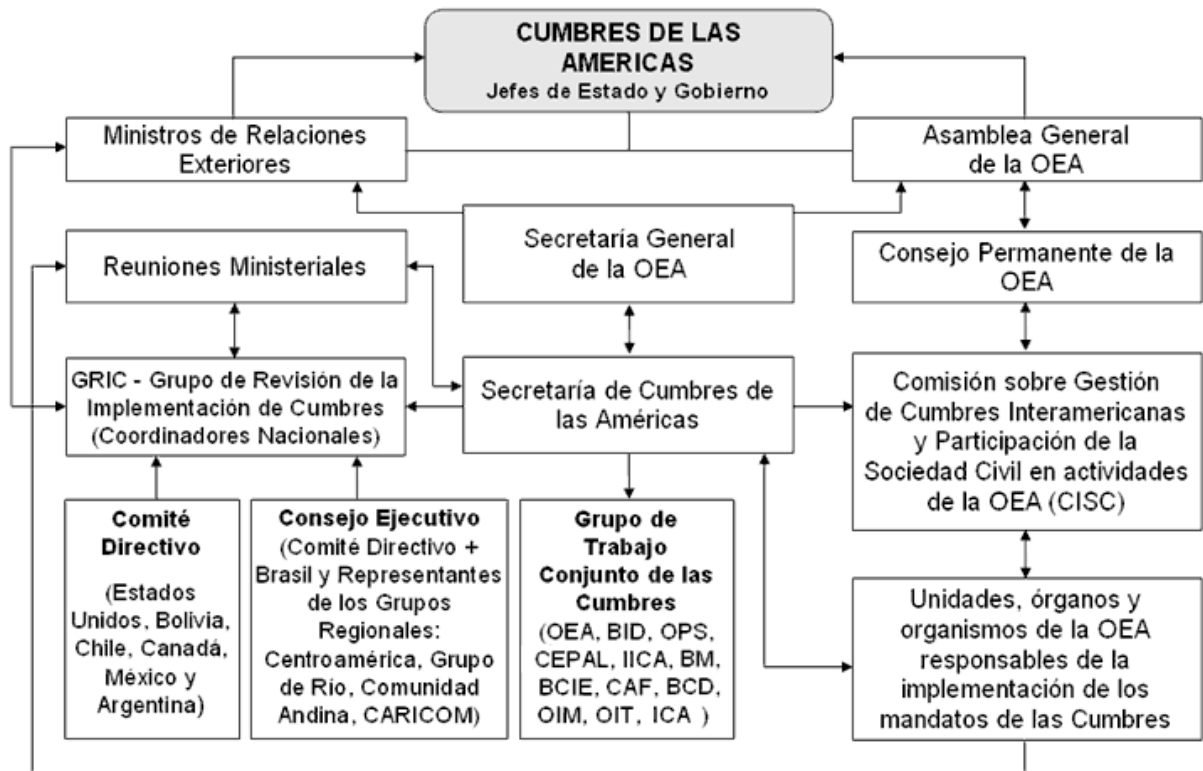 CUMBRES DE LAS
AMERICAS
Jefes de Estado y Gobierno
Ministros de Relaciones
Exteriores
Asamblea General
de la OEA
Secretaría General
de la OEA
Reuniones Ministeriales
Consejo Permanente de la
OEA
GRIC - Grupo de Revisión de la
Implementación de Cumbres
(Coordinadores Nacionales)
Secretaría de Cumbres de
las Américas
Comisión sobre Gestión
de Cumbres Interamericanas
y Participación de la
Sociedad Civil en actividades
de la OEA (CISC)
Comité
Directivo
(Estados
Unidos, Bolivia,
Chile, Canadá,
México y
Argentina)
Consejo Ejecutivo
(Comité Directivo +
Brasil y Representantes
de los Grupos
Regionales:
Centroamérica, Grupo
de Río, Comunidad
Andina, CARICOM)
Grupo de
Trabajo
Conjunto de las
Cumbres
(OEA, BID, OPS,
CEPAL, IICA, BM,
BCIE, CAF, BCD,
OIM, OIT, ICA )
Unidades, órganos y
organismos de la OEA
responsables de la
implementación de los
mandatos de las Cumbres